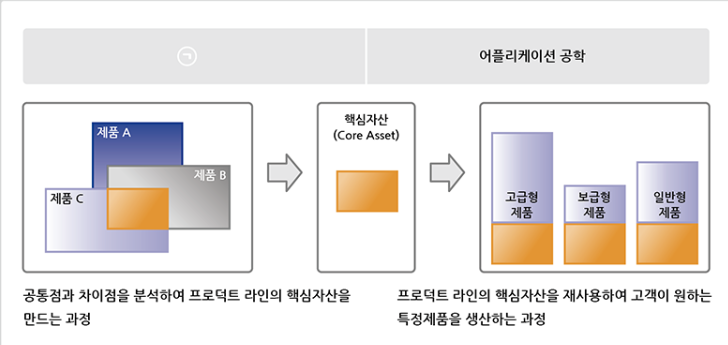 ㉠
어플리케이션 공학
제품 A
제품 B
제품 C
핵심자산
(Core Asset)
고급형
제품
보급형
제품
일반형
제품
공통점과 차이점을 분석하여 프로덕트 라인의 핵심자산을
만드는 과정
프로덕트 라인의 핵심자산을 재사용하여 고객이 원하는
특정제품을 생산하는 과정